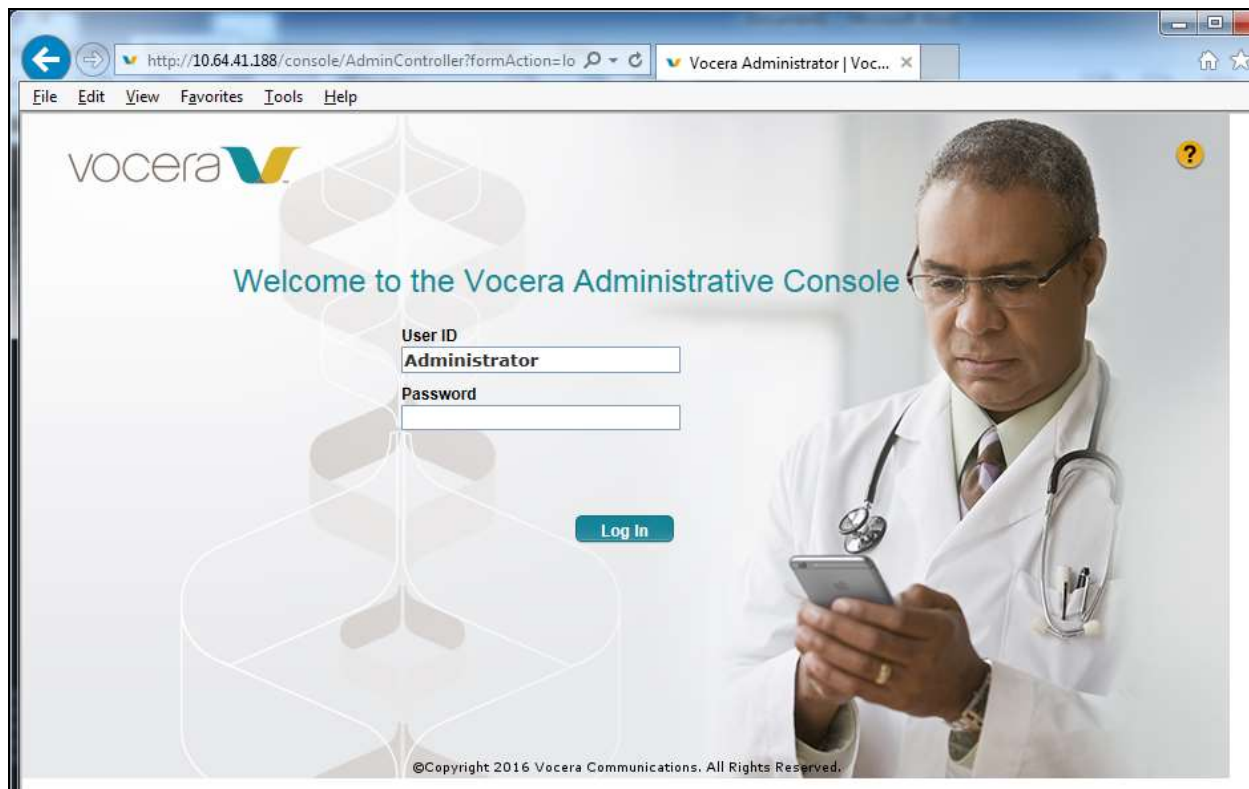 http://10.64.41.188/console/AdminController?formAction=lo
Vocera Administrator | Voc...
File Edit View Favorites Tools Help
vocera
?
Welcome to the Vocera Administrative Console
User ID
Administrator
Password
Log In
©Copyright 2016 Vocera Communications. All Rights Reserved.